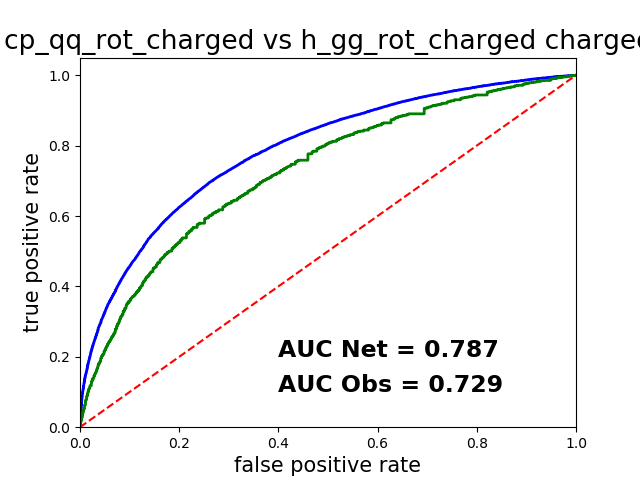 cp_qq_rot_charged vs h_gg_rot_charged charged
1.0
0.8
0.6
0.4
0.2
0.0
true positive rate
AUC Net = 0.787
AUC Obs = 0.729
0.0 0.2 0.4 0.6 0.8 1.0
false positive rate